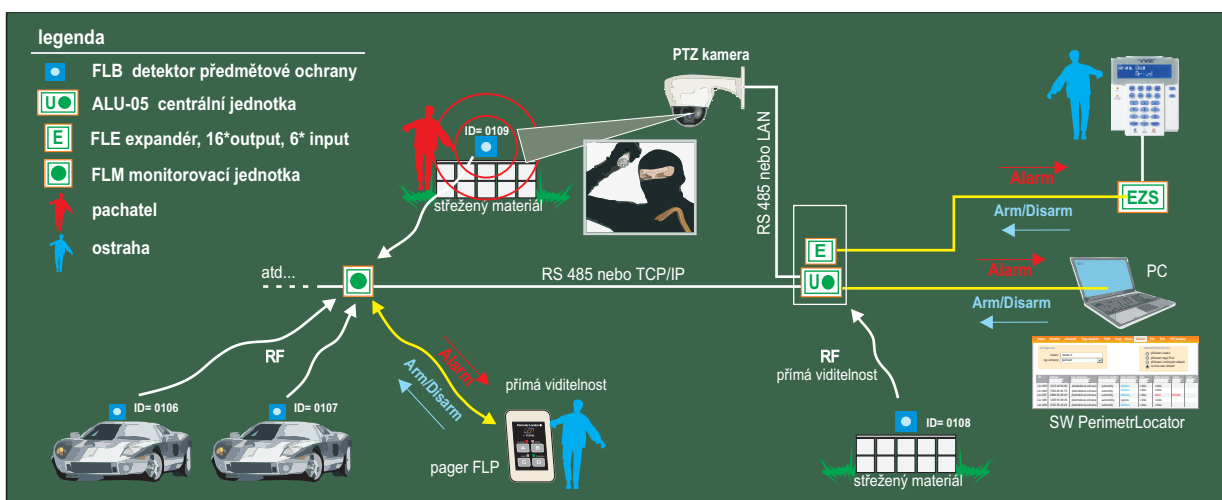 legenda
FLB detektor předmětové ochrany
U
ALU-05 centrální jednotka
E
FLE expandér, 16*output, 6* input
FLM monitorovací jednotka
pachatel
ostraha
PTZ kamera
ID= 0109
střežený materiál
RS 485 nebo LAN
Alarm
Arm/Disarm
EZS
E
U
atd...
RS 485 nebo TCP/IP
Alarm
Arm/Disarm
PC
RF
ID= 0106
ID= 0107
Alarm
Arm/Disarm
přímá viditelnost
pager FLP
A
B
C
D
RF
přímá viditelnost
ID= 0108
střežený materiál
SW PerimetrLocator